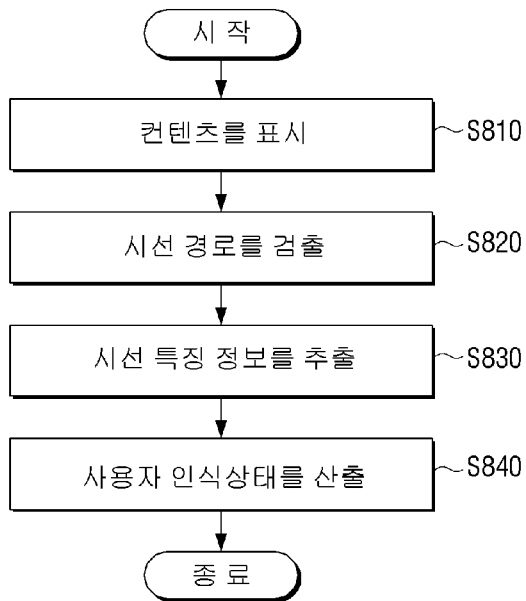 시 작
컨텐츠를 표시
S810
시선 경로를 검출
S820
시선 특징 정보를 추출
S830
사용자 인식상태를 산출
S840
종 료